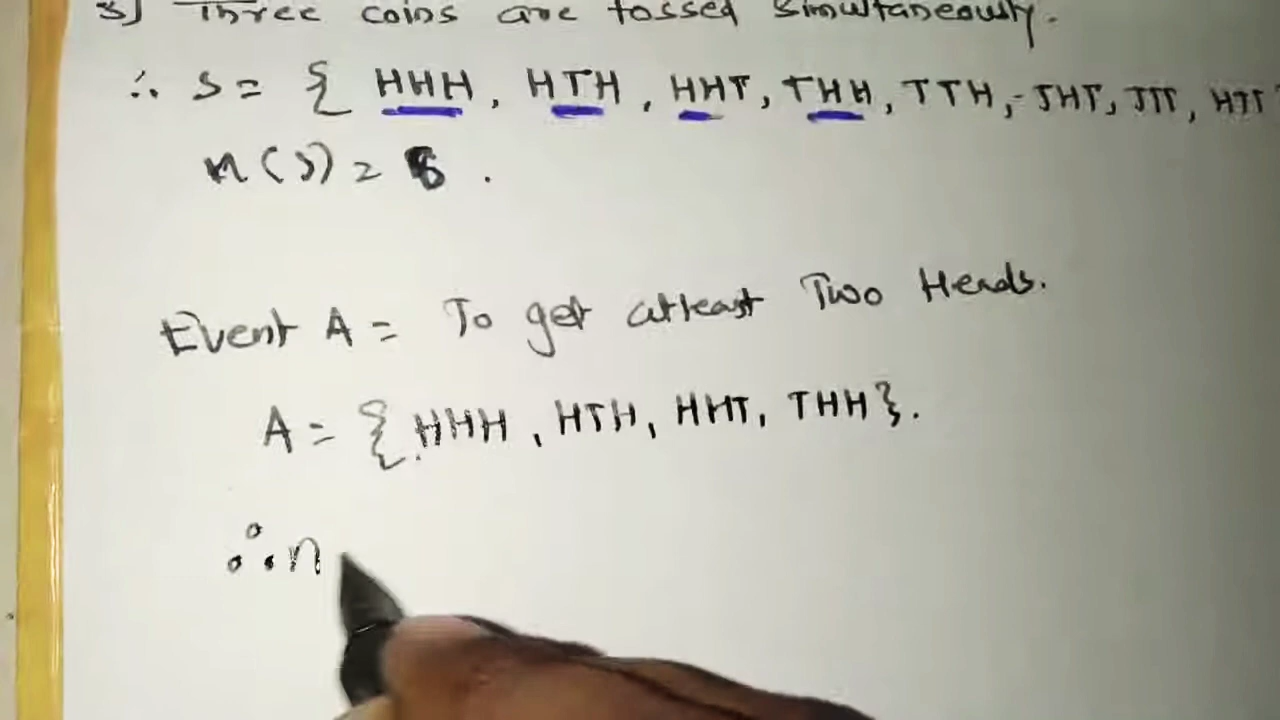 3) Three coins are tossed simultaneously.
∴ S = { HHH, HTH, HHT, THH, TTH, THT, TTT, HTT
n(S) = 8.
Event A = To get atleast Two Heads.
A = { HHH, HTH, HHT, THH }.
∴ n